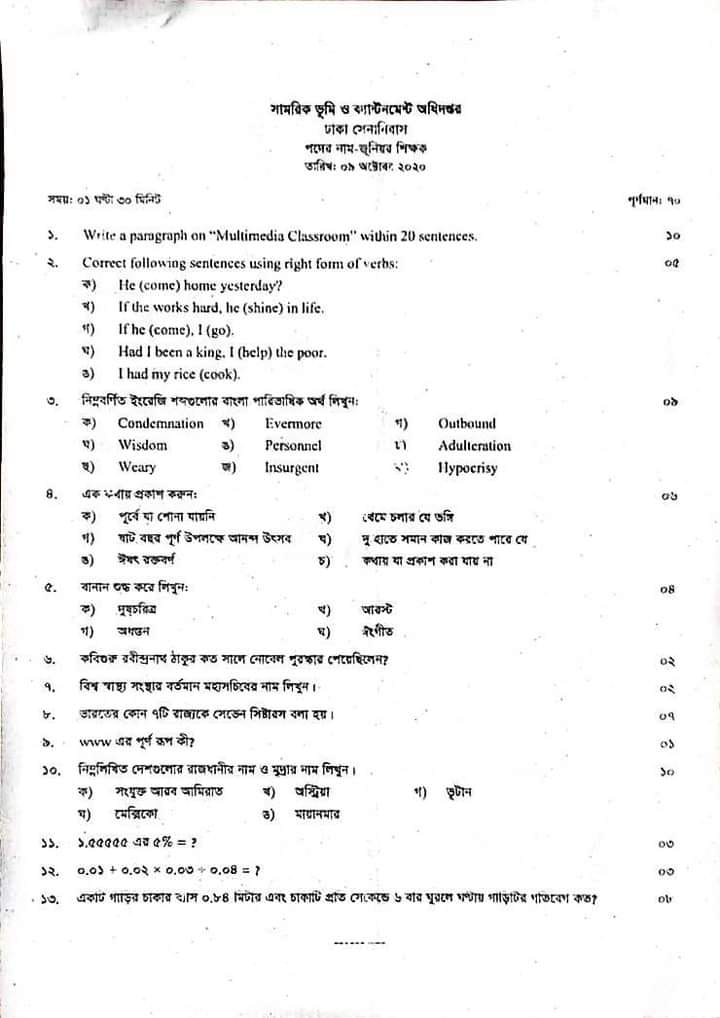 সামরিক ভূমি ও ক্যান্টনমেন্ট অধিদপ্তর
ঢাকা সেনানিবাস
পদের নাম-জুনিয়র শিক্ষক
তারিখ: ০৯ অক্টোবর ২০২০
সময়: ০১ ঘন্টা ৩০ মিনিট পূর্ণমান: ৭০
১. Write a paragraph on "Multimedia Classroom" within 20 sentences. ১০
২. Correct following sentences using right form of verbs: ০৫
ক) He (come) home yesterday?
খ) If the works hard, he (shine) in life.
গ) If he (come), I (go).
ঘ) Had I been a king, I (help) the poor.
ঙ) I had my rice (cook).
৩. নিম্নবর্ণিত ইংরেজি শব্দগুলোর বাংলা পারিভাষিক অর্থ লিখুন: ০৯
ক) Condemnation খ) Evermore গ) Outbound
ঘ) Wisdom ঙ) Personnel Adulteration
ছ) Weary জ) Insurgent Hypocrisy
৪. এক কথায় প্রকাশ করুন: ০৬
ক) পূর্বে যা শোনা যায়নি খ) থেমে চলার যে ভঙ্গি
গ) ষাট বছর পূর্ণ উপলক্ষে আনন্দ উৎসব ঘ) দু হাতে সমান কাজ করতে পারে যে
ঙ) ঈষৎ রক্তবর্ণ চ) কথায় যা প্রকাশ করা যায় না
৫. বানান শুদ্ধ করে লিখুন: ০৪
ক) দুষ্চরিত্র খ) আরস্ট
গ) অধস্তন ঘ) ঈংগীত
৬. কবিগুরু রবীন্দ্রনাথ ঠাকুর কত সালে নোবেল পুরস্কার পেয়েছিলেন? ০২
৭. বিশ্ব স্বাস্থ্য সংস্থার বর্তমান মহাসচিবের নাম লিখুন। ০২
৮. ভারতের কোন ৭টি রাজ্যকে সেভেন সিষ্টারস বলা হয়। ০৭
৯. www এর পূর্ণ রূপ কী? ০১
১০. নিম্নলিখিত দেশগুলোর রাজধানীর নাম ও মুদ্রার নাম লিখুন। ১০
ক) সংযুক্ত আরব আমিরাত খ) অস্ট্রিয়া গ) ভূটান
ঘ) মেক্সিকো ঙ) মায়ানমার
১১. ১.৫৫৫৫৫ এর ৫% = ? ০৩
১২. ০.০১ + ০.০২ × ০.০৩ ÷ ০.০৪ = ? ০৩
১৩. একটি গাড়ির চাকার ব্যাস ০.৮৪ মিটার এবং চাকাটি প্রতি সেকেন্ডে ৬ বার ঘুরলে ঘন্টায় গাড়িটির গতিবেগ কত? ০৮